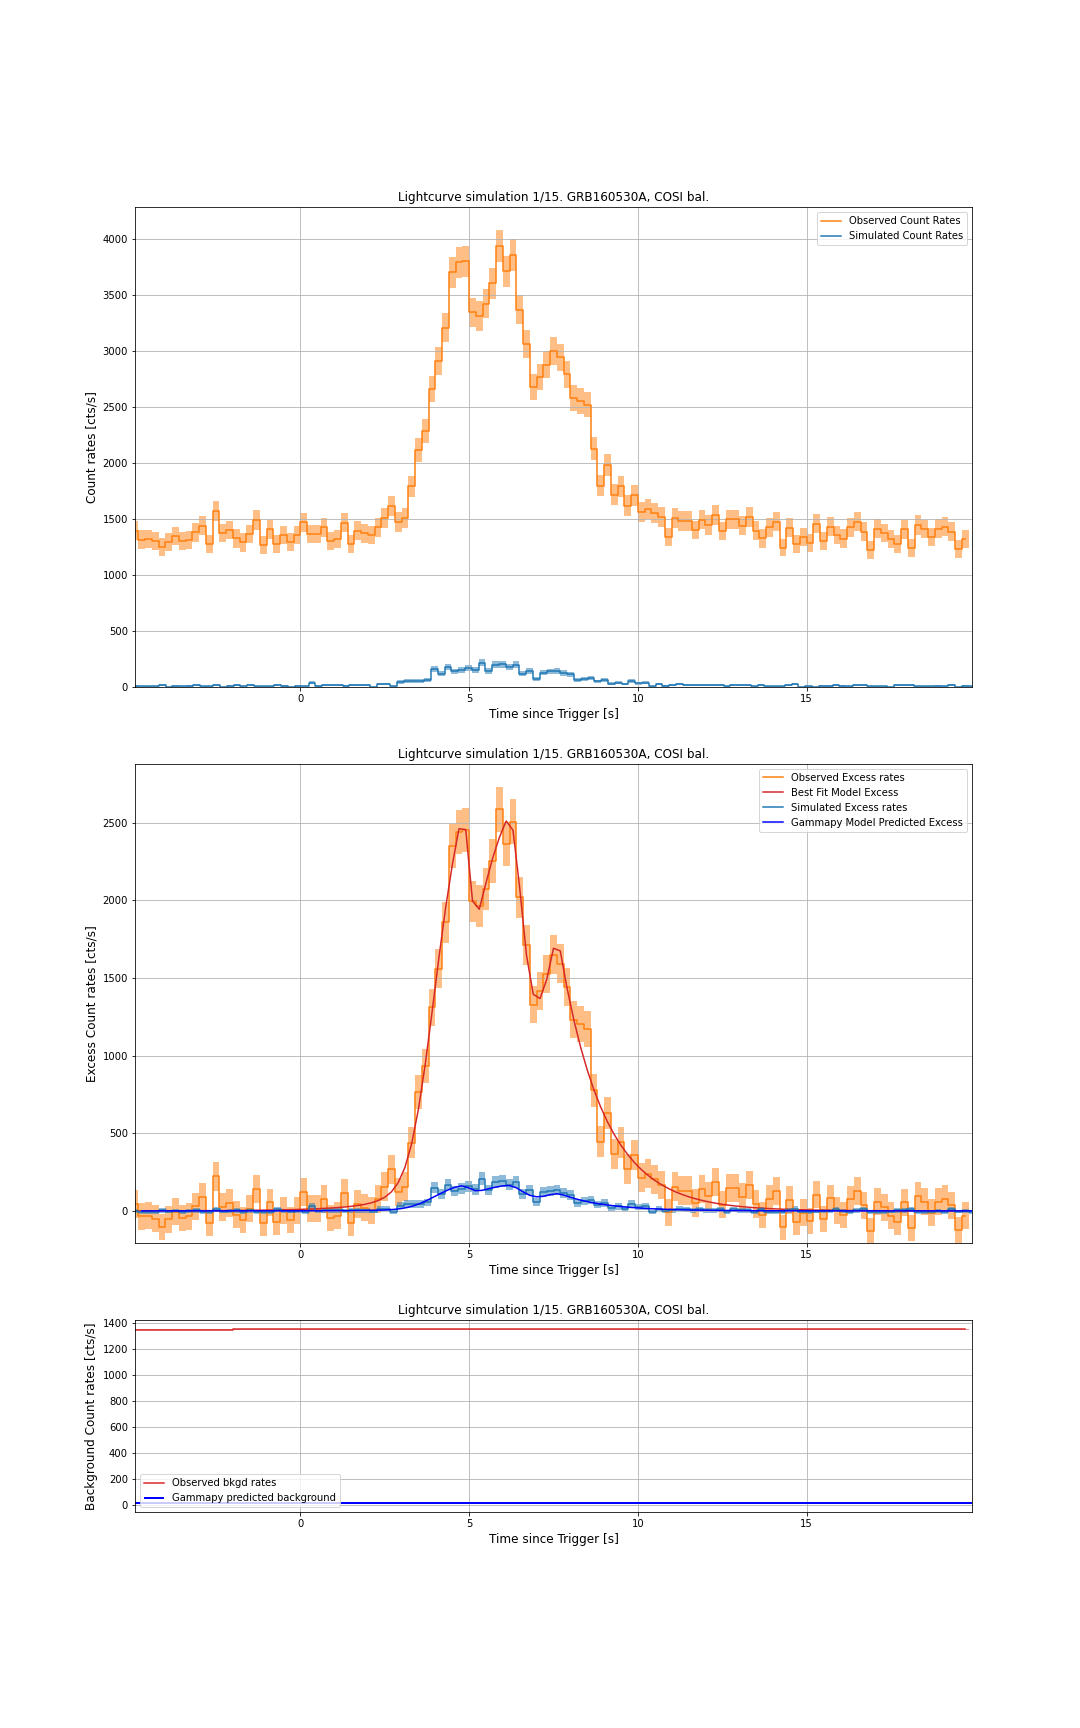 Lightcurve simulation 1/15. GRB160530A, COSI bal.
Observed Count Rates
Simulated Count Rates
4000
3500
3000
2500
2000
1500
1000
500
0
Count rates [cts/s]
0 5 10 15
Time since Trigger [s]
Lightcurve simulation 1/15. GRB160530A, COSI bal.
Observed Excess rates
Best Fit Model Excess
Simulated Excess rates
Gammapy Model Predicted Excess
2500
2000
1500
1000
500
0
Excess Count rates [cts/s]
0 5 10 15
Time since Trigger [s]
Lightcurve simulation 1/15. GRB160530A, COSI bal.
1400
1200
1000
800
600
400
200
0
Background Count rates [cts/s]
Observed bkgd rates
Gammapy predicted background
0 5 10 15
Time since Trigger [s]